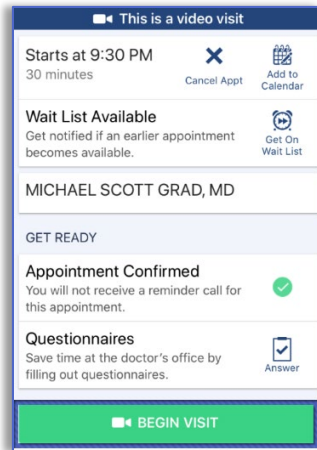 This is a video visit
Starts at 9:30 PM
30 minutes
Cancel Appt
Add to
Calendar
Wait List Available
Get notified if an earlier appointment
becomes available.
Get On
Wait List
MICHAEL SCOTT GRAD, MD
GET READY
Appointment Confirmed
You will not receive a reminder call for
this appointment.
Questionnaires
Save time at the doctor's office by
filling out questionnaires.
Answer
BEGIN VISIT